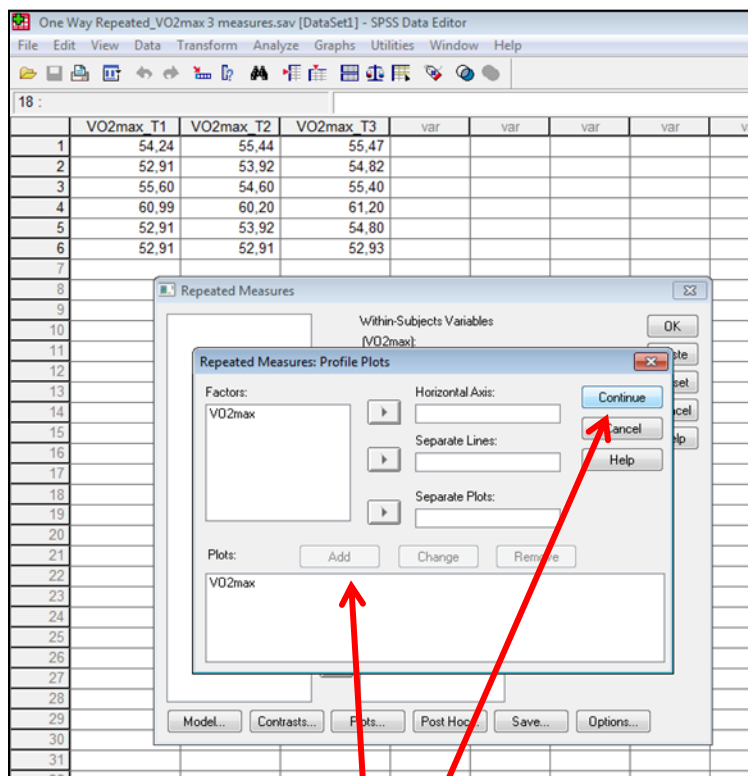 One Way Repeated_VO2max 3 measures.sav [DataSet1] - SPSS Data Editor
File Edit View Data Transform Analyze Graphs Utilities Window Help
18 :
VO2max_T1 VO2max_T2 VO2max_T3 var var var var
1 54,24 55,44 55,47
2 52,91 53,92 54,82
3 55,60 54,60 55,40
4 60,99 60,20 61,20
5 52,91 53,92 54,80
6 52,91 52,91 52,93
7
8
9
10
11
12
13
14
15
16
17
18
19
20
21
22
23
24
25
26
27
28
29
30
31
Repeated Measures
Within-Subjects Variables
(VO2max):
OK
Repeated Measures: Profile Plots
Factors:
VO2max
Horizontal Axis:
Separate Lines:
Separate Plots:
Continue
Cancel
Help
Plots:
Add Change Remove
VO2max
Model... Contrasts... Plots... Post Hoc... Save... Options...